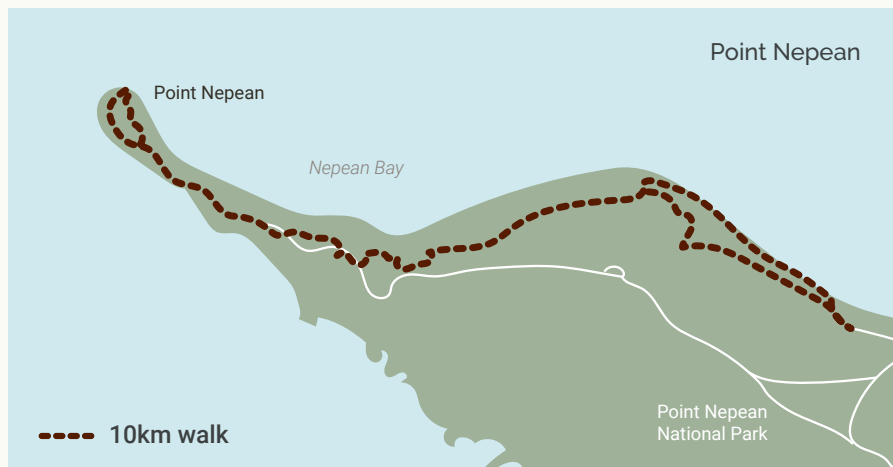 Point Nepean
Point Nepean
Nepean Bay
Point Nepean
National Park
10km walk